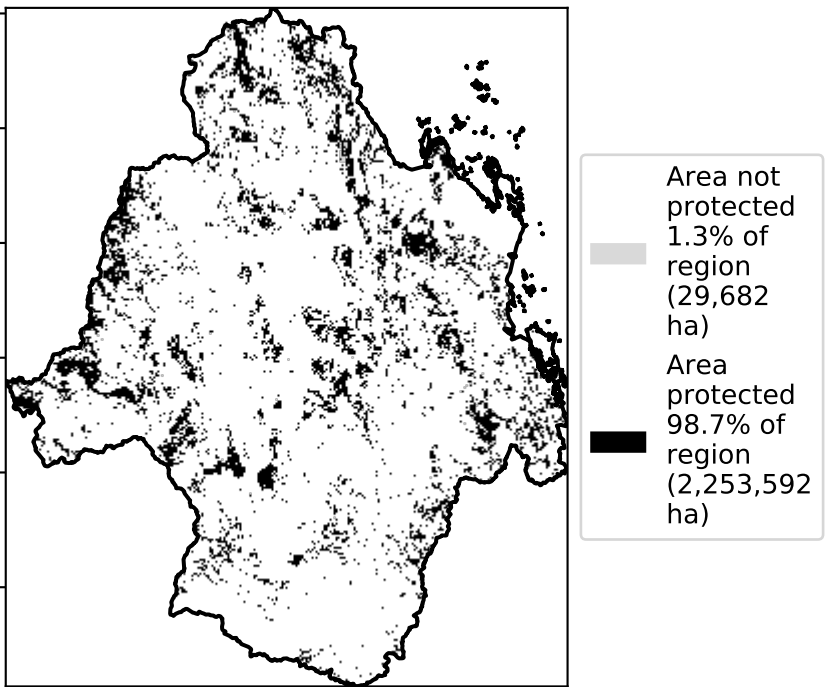 Area not
protected
1.3% of
region
(29,682
ha)
Area
protected
98.7% of
region
(2,253,592
ha)